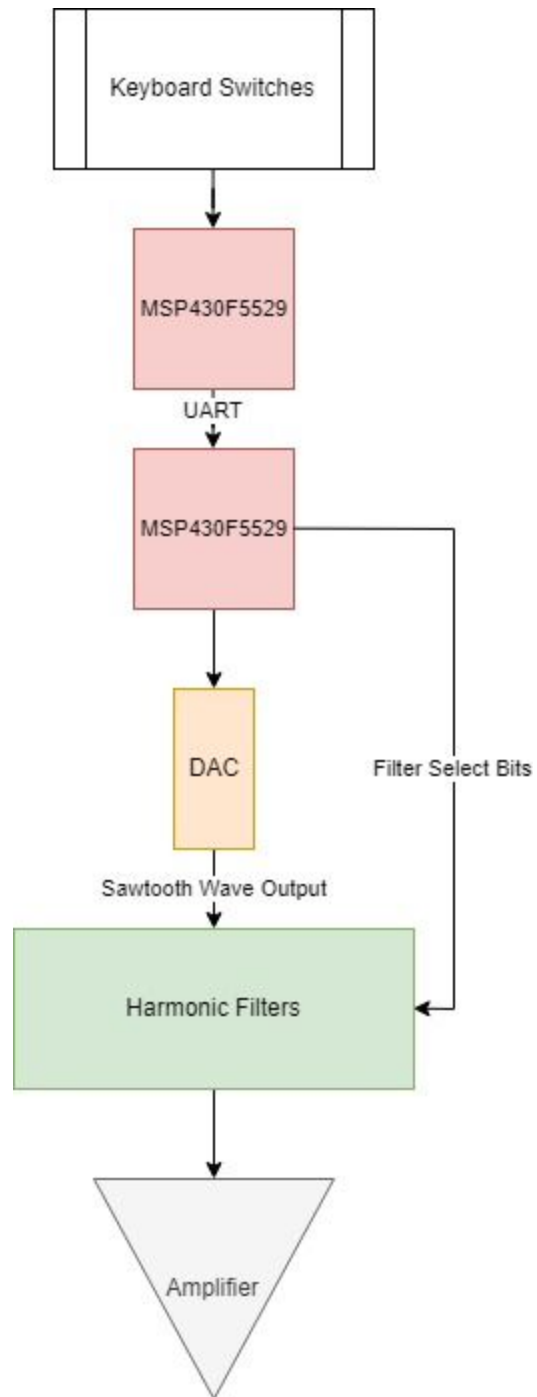 Keyboard Switches
MSP430F5529
UART
MSP430F5529
DAC
Filter Select Bits
Sawtooth Wave Output
Harmonic Filters
Amplifier